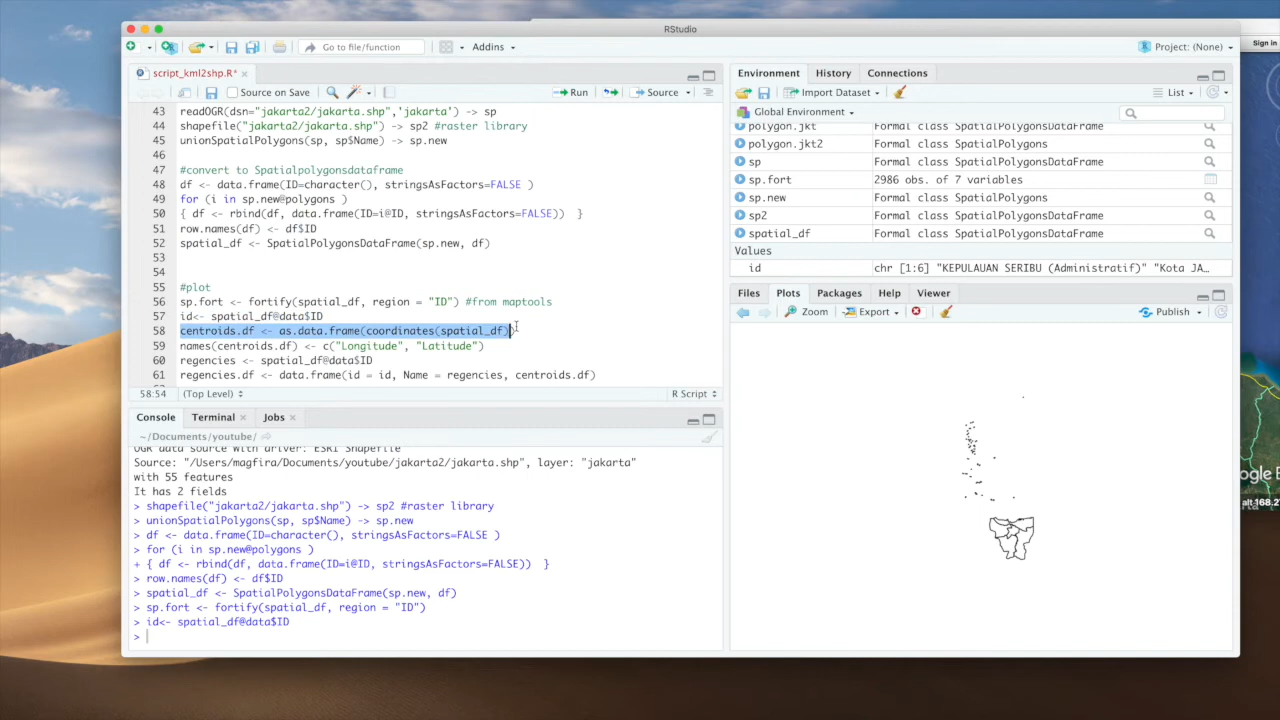 RStudio
Sign in
Go to file/function
Addins
Project: (None)
script_kml2shp.R*
Source on Save
Run
Source
43 readOGR(dsn="jakarta2/jakarta.shp",'jakarta') -> sp
44 shapefile("jakarta2/jakarta.shp") -> sp2 #raster library
45 unionSpatialPolygons(sp, sp$Name) -> sp.new
46
47 #convert to Spatialpolygonsdataframe
48 df <- data.frame(ID=character(), stringsAsFactors=FALSE )
49 for (i in sp.new@polygons )
50 { df <- rbind(df, data.frame(ID=i@ID, stringsAsFactors=FALSE))  }
51 row.names(df) <- df$ID
52 spatial_df <- SpatialPolygonsDataFrame(sp.new, df)
53
54
55 #plot
56 sp.fort <- fortify(spatial_df, region = "ID") #from maptools
57 id<- spatial_df@data$ID
58 centroids.df <- as.data.frame(coordinates(spatial_df))
59 names(centroids.df) <- c("Longitude", "Latitude")
60 regencies <- spatial_df@data$ID
61 regencies.df <- data.frame(id = id, Name = regencies, centroids.df)
58:54 (Top Level) R Script
Console Terminal Jobs
~/Documents/youtube/
OGR data source with driver: ESRI Shapefile
Source: "/Users/magfira/Documents/youtube/jakarta2/jakarta.shp", layer: "jakarta"
with 55 features
It has 2 fields
> shapefile("jakarta2/jakarta.shp") -> sp2 #raster library
> unionSpatialPolygons(sp, sp$Name) -> sp.new
> df <- data.frame(ID=character(), stringsAsFactors=FALSE )
> for (i in sp.new@polygons )
+ { df <- rbind(df, data.frame(ID=i@ID, stringsAsFactors=FALSE))  }
> row.names(df) <- df$ID
> spatial_df <- SpatialPolygonsDataFrame(sp.new, df)
> sp.fort <- fortify(spatial_df, region = "ID")
> id<- spatial_df@data$ID
>
Environment History Connections
Import Dataset List
Global Environment
polygon.jkt Formal class SpatialPolygonsDataFrame
polygon.jkt2 Formal class SpatialPolygons
sp Formal class SpatialPolygonsDataFrame
sp.fort 2986 obs. of 7 variables
sp.new Formal class SpatialPolygons
sp2 Formal class SpatialPolygonsDataFrame
spatial_df Formal class SpatialPolygonsDataFrame
Values
id chr [1:6] "KEPULAUAN SERIBU (Administratif)" "Kota JA…
Files Plots Packages Help Viewer
Zoom Export Publish
alt 168.2